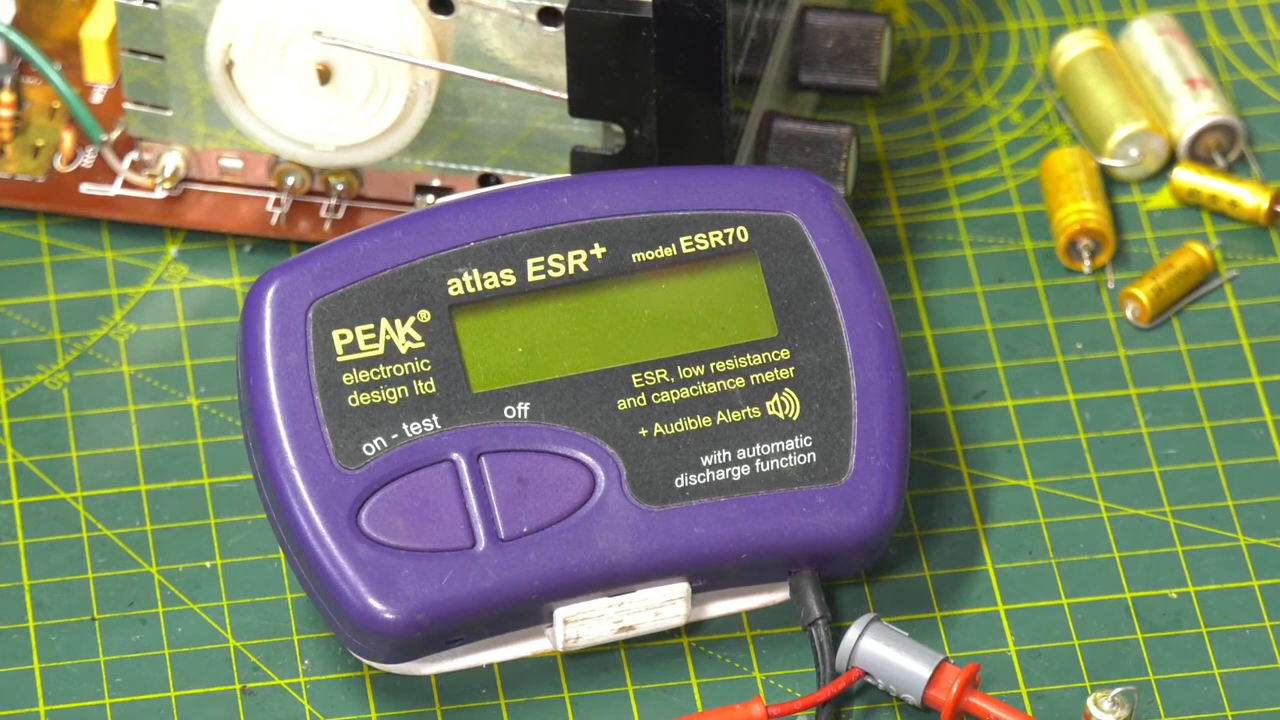 atlas ESR+
model ESR70
PEAK®
electronic
design ltd
ESR, low resistance
and capacitance meter
+ Audible Alerts
on - test
off
with automatic
discharge function